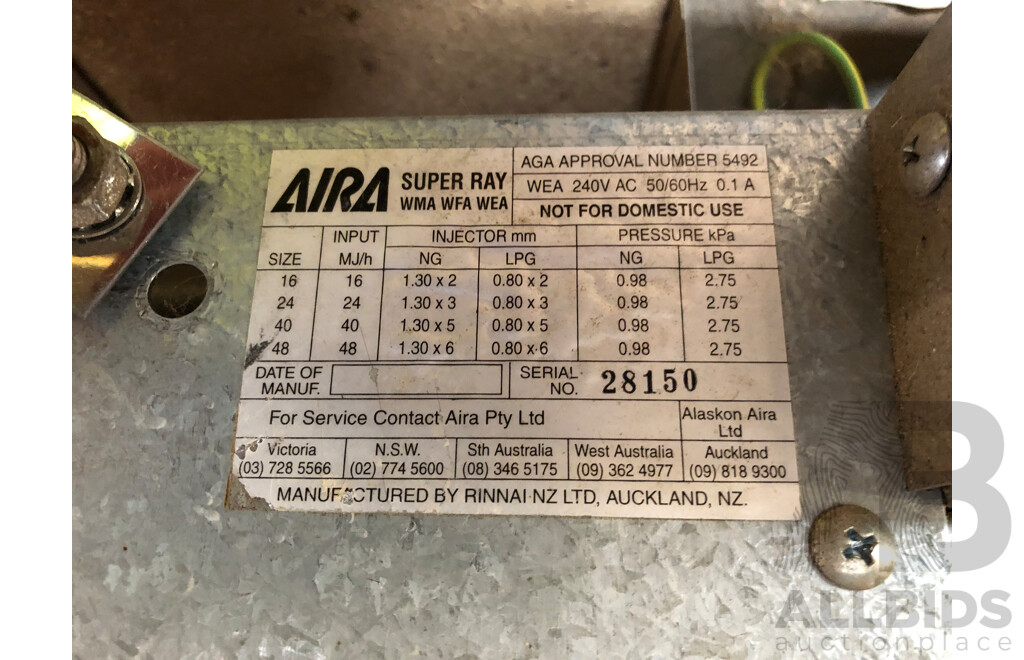 AIRA SUPER RAY
WMA WFA WEA
AGA APPROVAL NUMBER 5492
WEA 240V AC 50/60Hz 0.1 A
NOT FOR DOMESTIC USE
INPUT INJECTOR mm PRESSURE kPa
SIZE MJ/h NG LPG NG LPG
16 16 1.30 x 2 0.80 x 2 0.98 2.75
24 24 1.30 x 3 0.80 x 3 0.98 2.75
40 40 1.30 x 5 0.80 x 5 0.98 2.75
48 48 1.30 x 6 0.80 x 6 0.98 2.75
DATE OF
MANUF.
SERIAL
NO. 28150
For Service Contact Aira Pty Ltd
Alaskon Aira
Ltd
Victoria N.S.W. Sth Australia West Australia Auckland
(03) 728 5566 (02) 774 5600 (08) 346 5175 (09) 362 4977 (09) 818 9300
MANUFACTURED BY RINNAI NZ LTD, AUCKLAND, NZ.
B
ALLBIDS
auctionplace